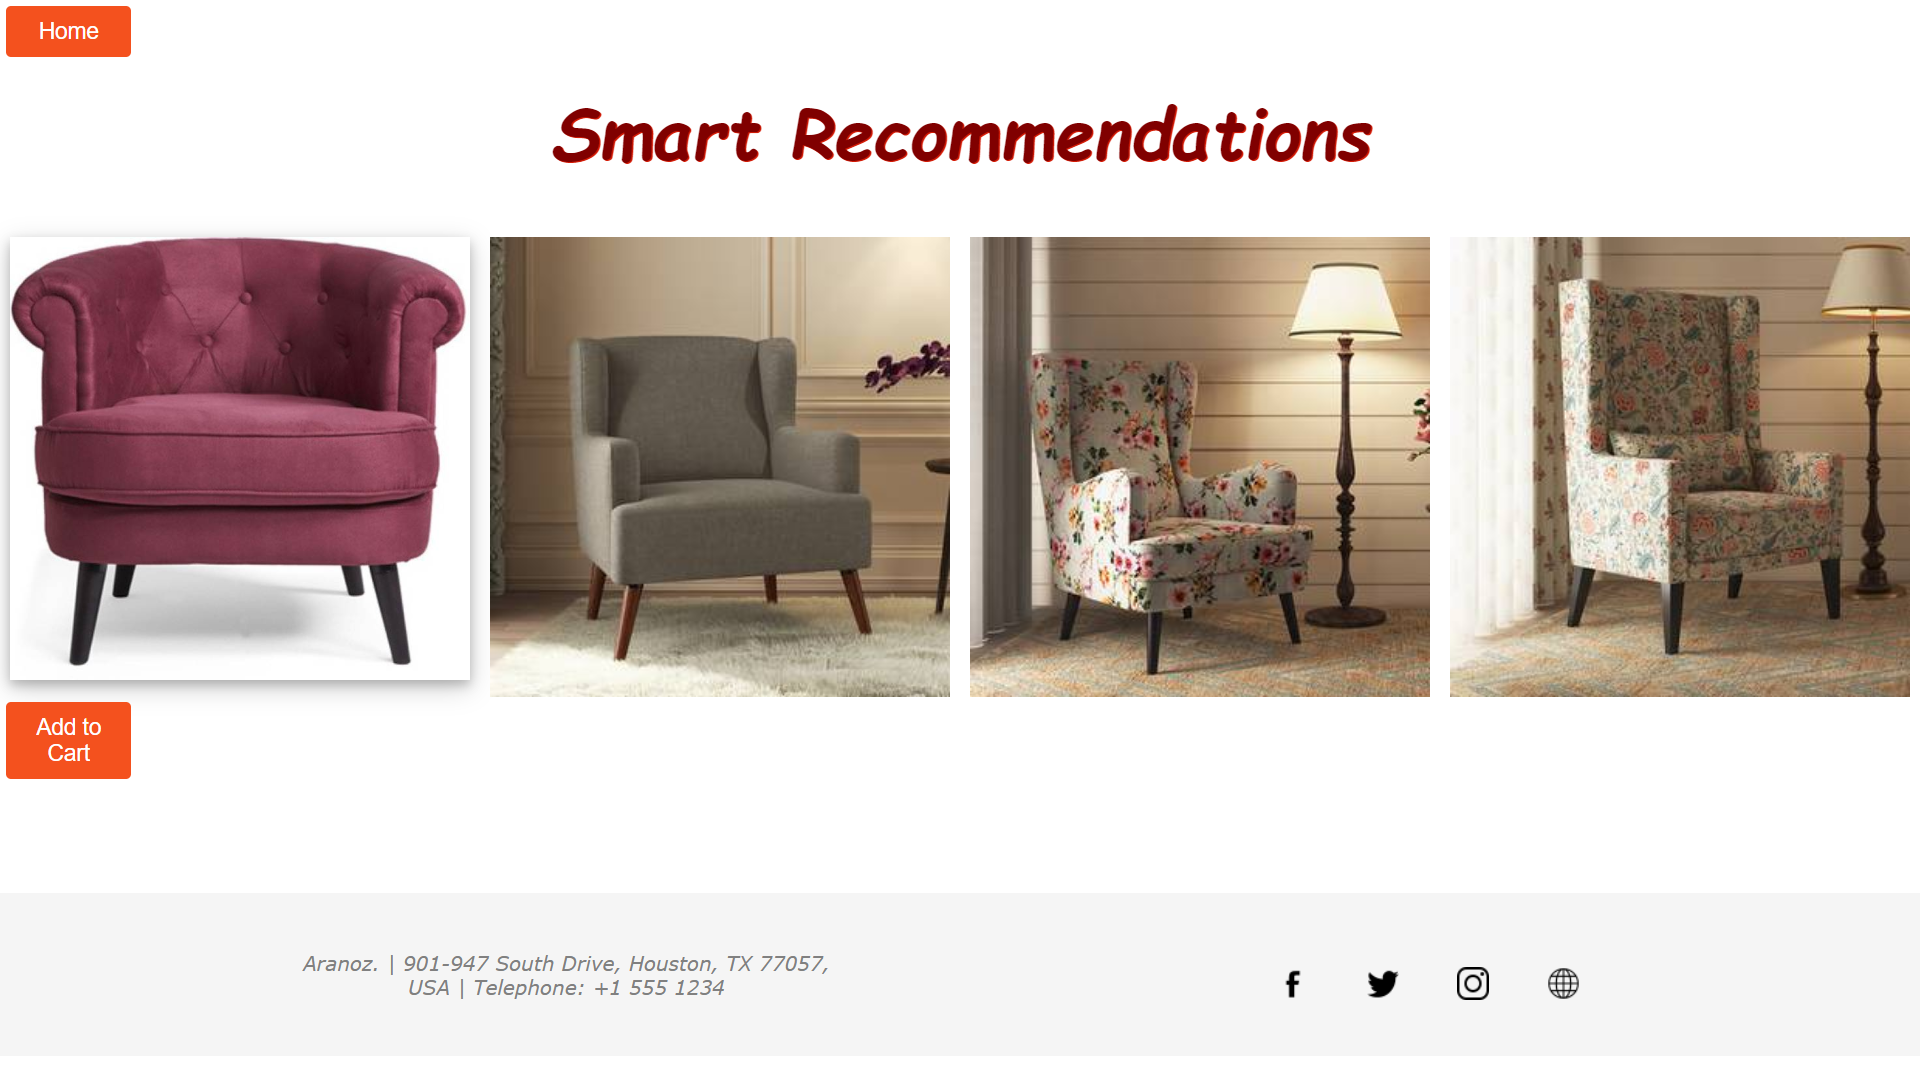 Home
Smart Recommendations
Add to
Cart
Aranoz. | 901-947 South Drive, Houston, TX 77057,
USA | Telephone: +1 555 1234